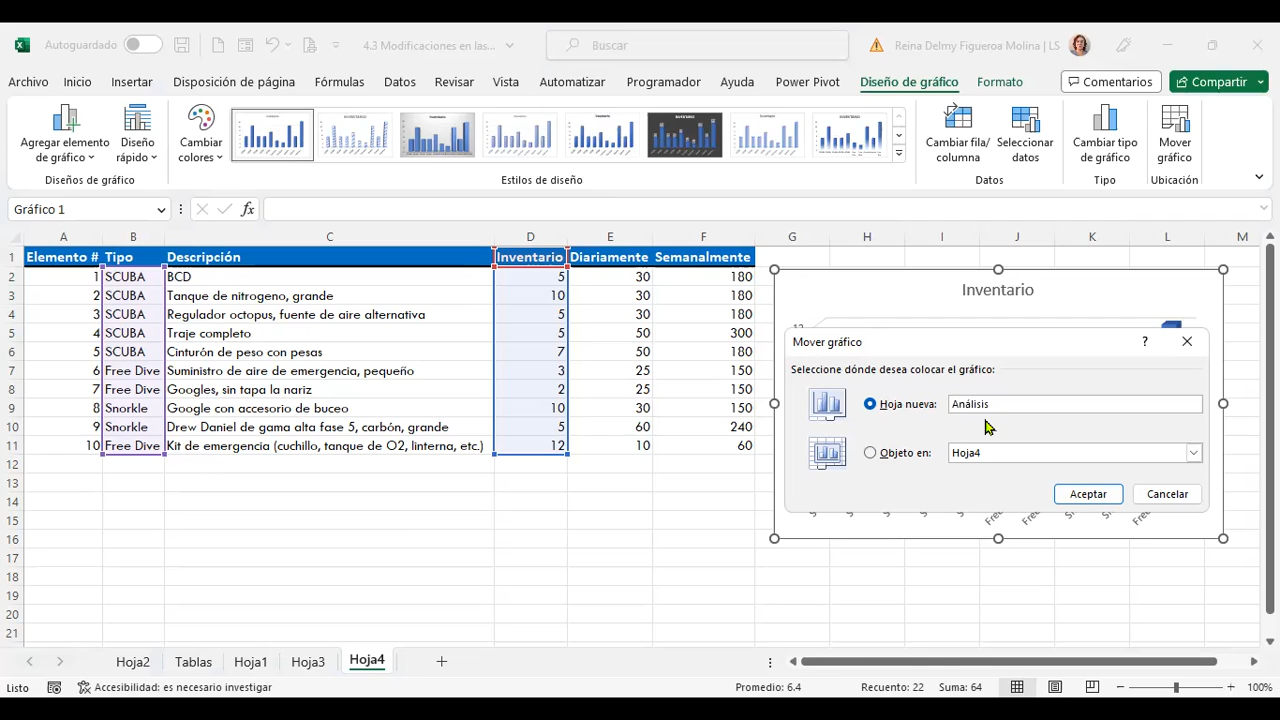 Autoguardado
4.3 Modificaciones en las...
Buscar
Reina Delmy Figueroa Molina | LS
Archivo Inicio Insertar Disposición de página Fórmulas Datos Revisar Vista Automatizar Programador Ayuda Power Pivot Diseño de gráfico Formato Comentarios Compartir
Agregar elemento de gráfico
Diseño rápido
Cambiar colores
Cambiar fila/columna
Seleccionar datos
Cambiar tipo de gráfico
Mover gráfico
Diseños de gráfico Estilos de diseño Datos Tipo Ubicación
Gráfico 1 fx
A B C D E F G H I J K L M
1 Elemento # Tipo Descripción Inventario Diariamente Semanalmente
2 1 SCUBA BCD 5 30 180
3 2 SCUBA Tanque de nitrogeno, grande 10 30 180
4 3 SCUBA Regulador octopus, fuente de aire alternativa 5 30 180
5 4 SCUBA Traje completo 5 50 300
6 5 SCUBA Cinturón de peso con pesas 7 50 180
7 6 Free Dive Suministro de aire de emergencia, pequeño 3 25 150
8 7 Free Dive Googles, sin tapa la nariz 2 25 150
9 8 Snorkle Google con accesorio de buceo 10 30 150
10 9 Snorkle Drew Daniel de gama alta fase 5, carbón, grande 5 60 240
11 10 Free Dive Kit de emergencia (cuchillo, tanque de O2, linterna, etc.) 12 10 60
12
13
14
15
16
17
18
19
20
21
Inventario
Mover gráfico ?
Seleccione dónde desea colocar el gráfico:
Hoja nueva: Análisis
Objeto en: Hoja4
Aceptar Cancelar
Hoja2 Tablas Hoja1 Hoja3 Hoja4
Listo Accesibilidad: es necesario investigar Promedio: 6.4 Recuento: 22 Suma: 64 100%